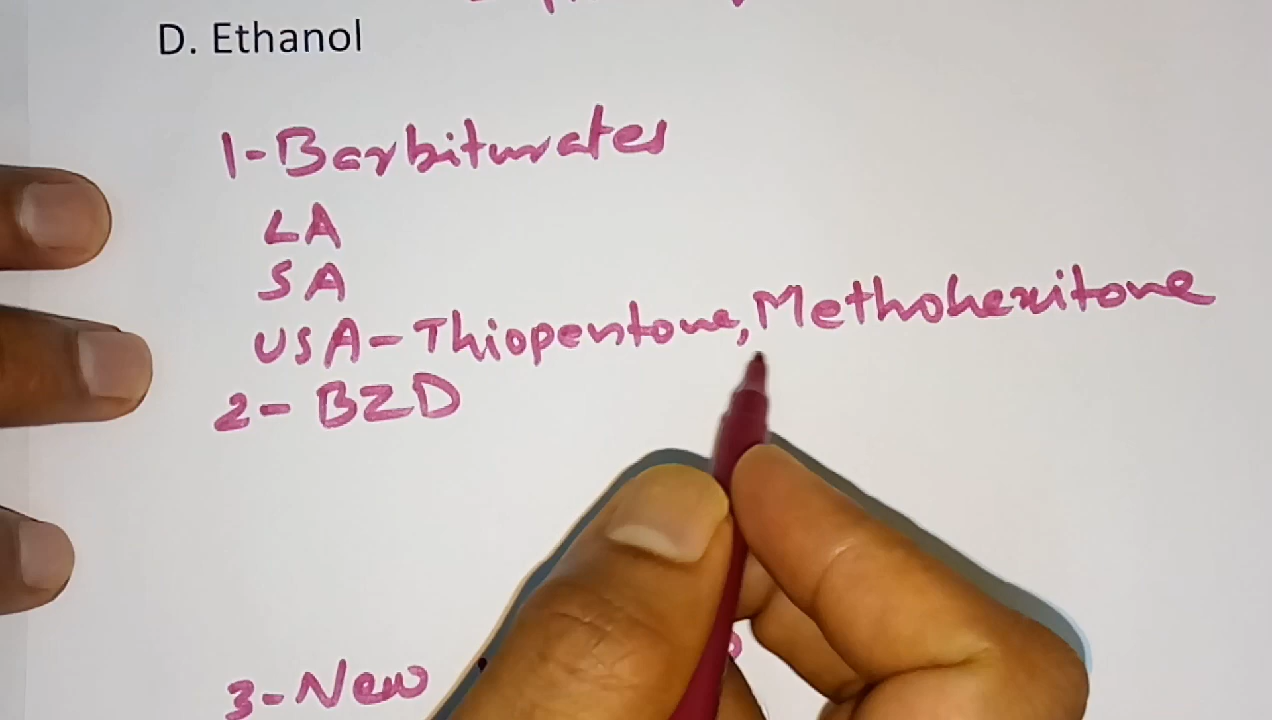 D. Ethanol
1-Barbiturates
LA
SA
USA-Thiopentone, Methohexitone
2- BZD
3-New